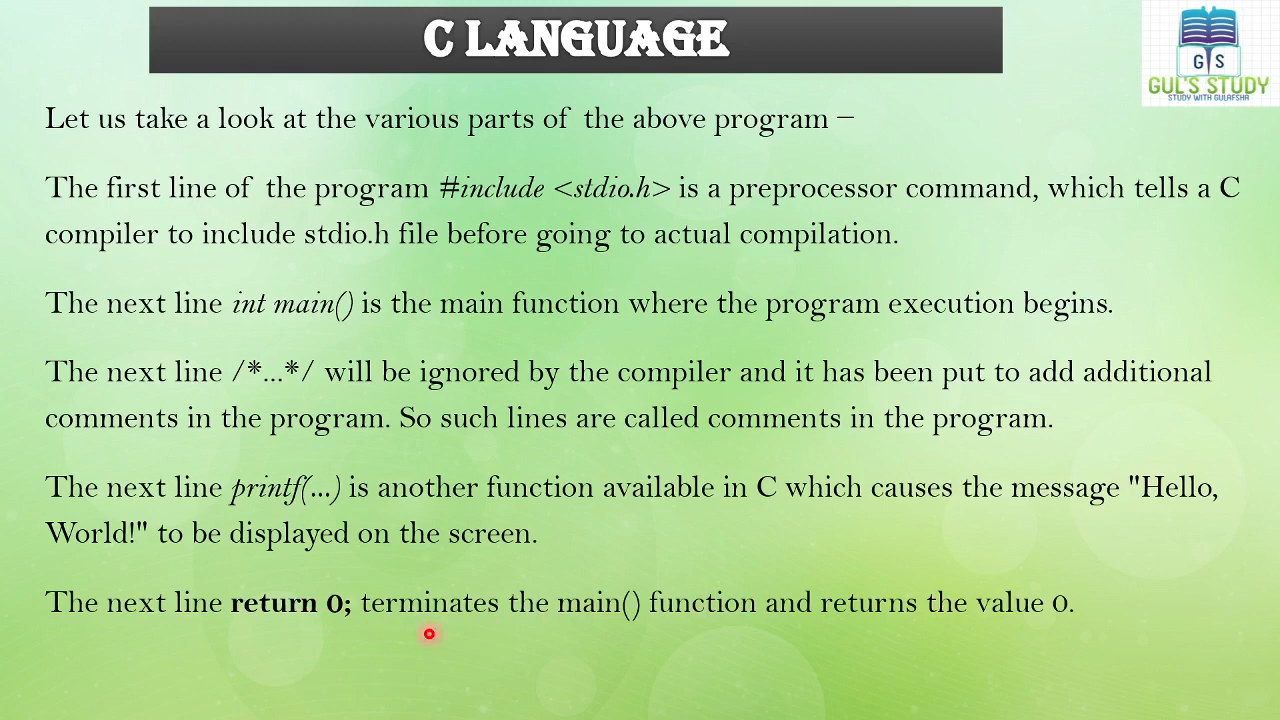 C LANGUAGE
G S
GUL'S STUDY
STUDY WITH GULAFSHA
Let us take a look at the various parts of the above program −
The first line of the program #include <stdio.h> is a preprocessor command, which tells a C
compiler to include stdio.h file before going to actual compilation.
The next line int main() is the main function where the program execution begins.
The next line /*...*/ will be ignored by the compiler and it has been put to add additional
comments in the program. So such lines are called comments in the program.
The next line printf(...) is another function available in C which causes the message "Hello,
World!" to be displayed on the screen.
The next line return 0; terminates the main() function and returns the value 0.